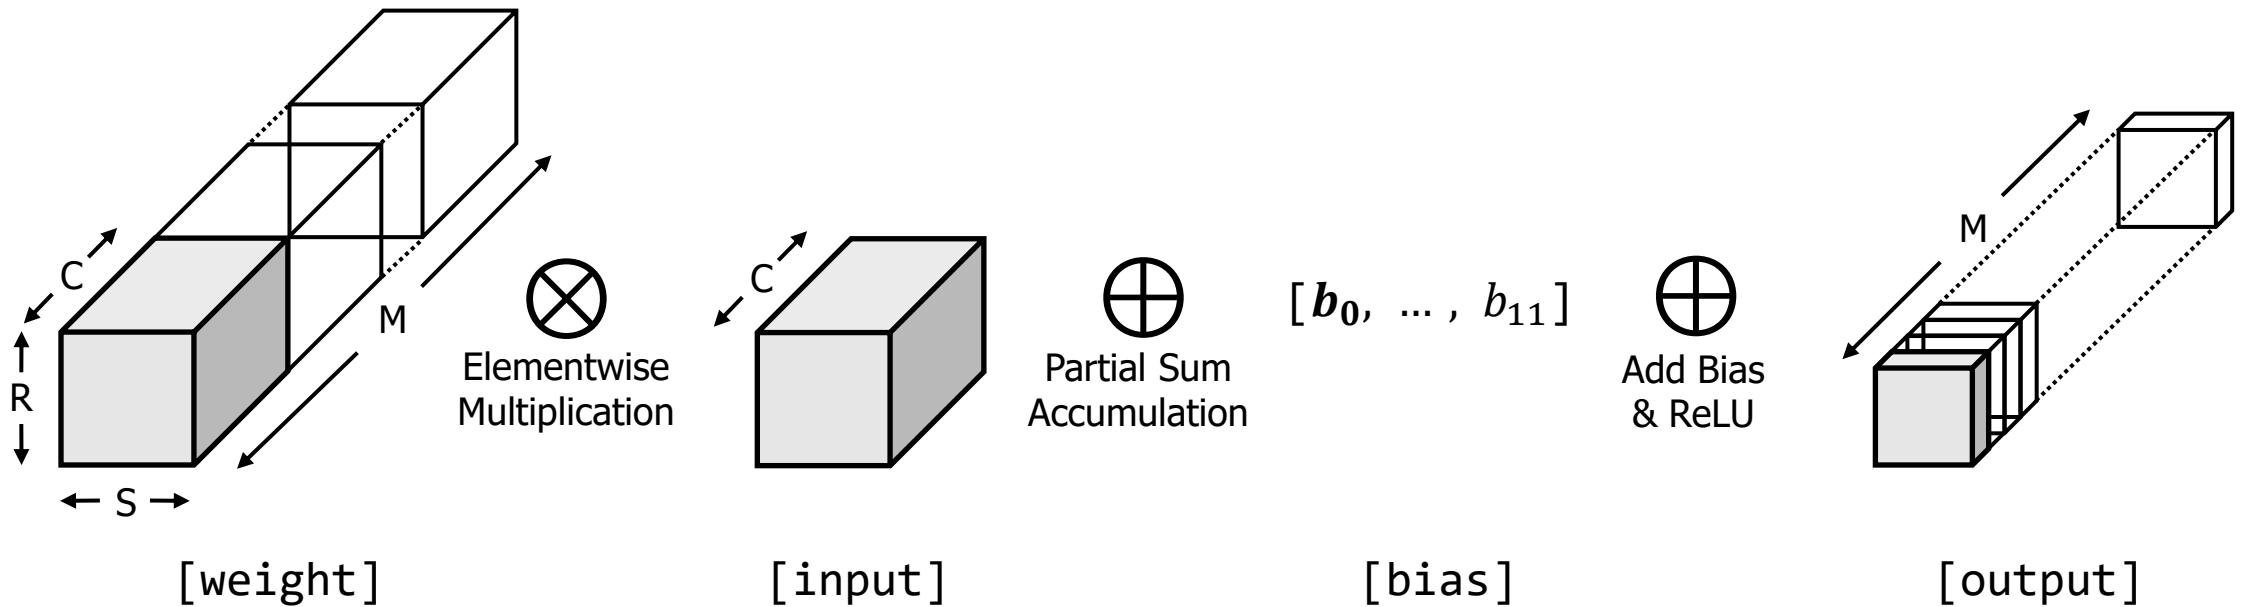 C
R
S
M
Elementwise
Multiplication
C
Partial Sum
Accumulation
[b₀, … , b₁₁]
Add Bias
& ReLU
M
[weight]
[input]
[bias]
[output]